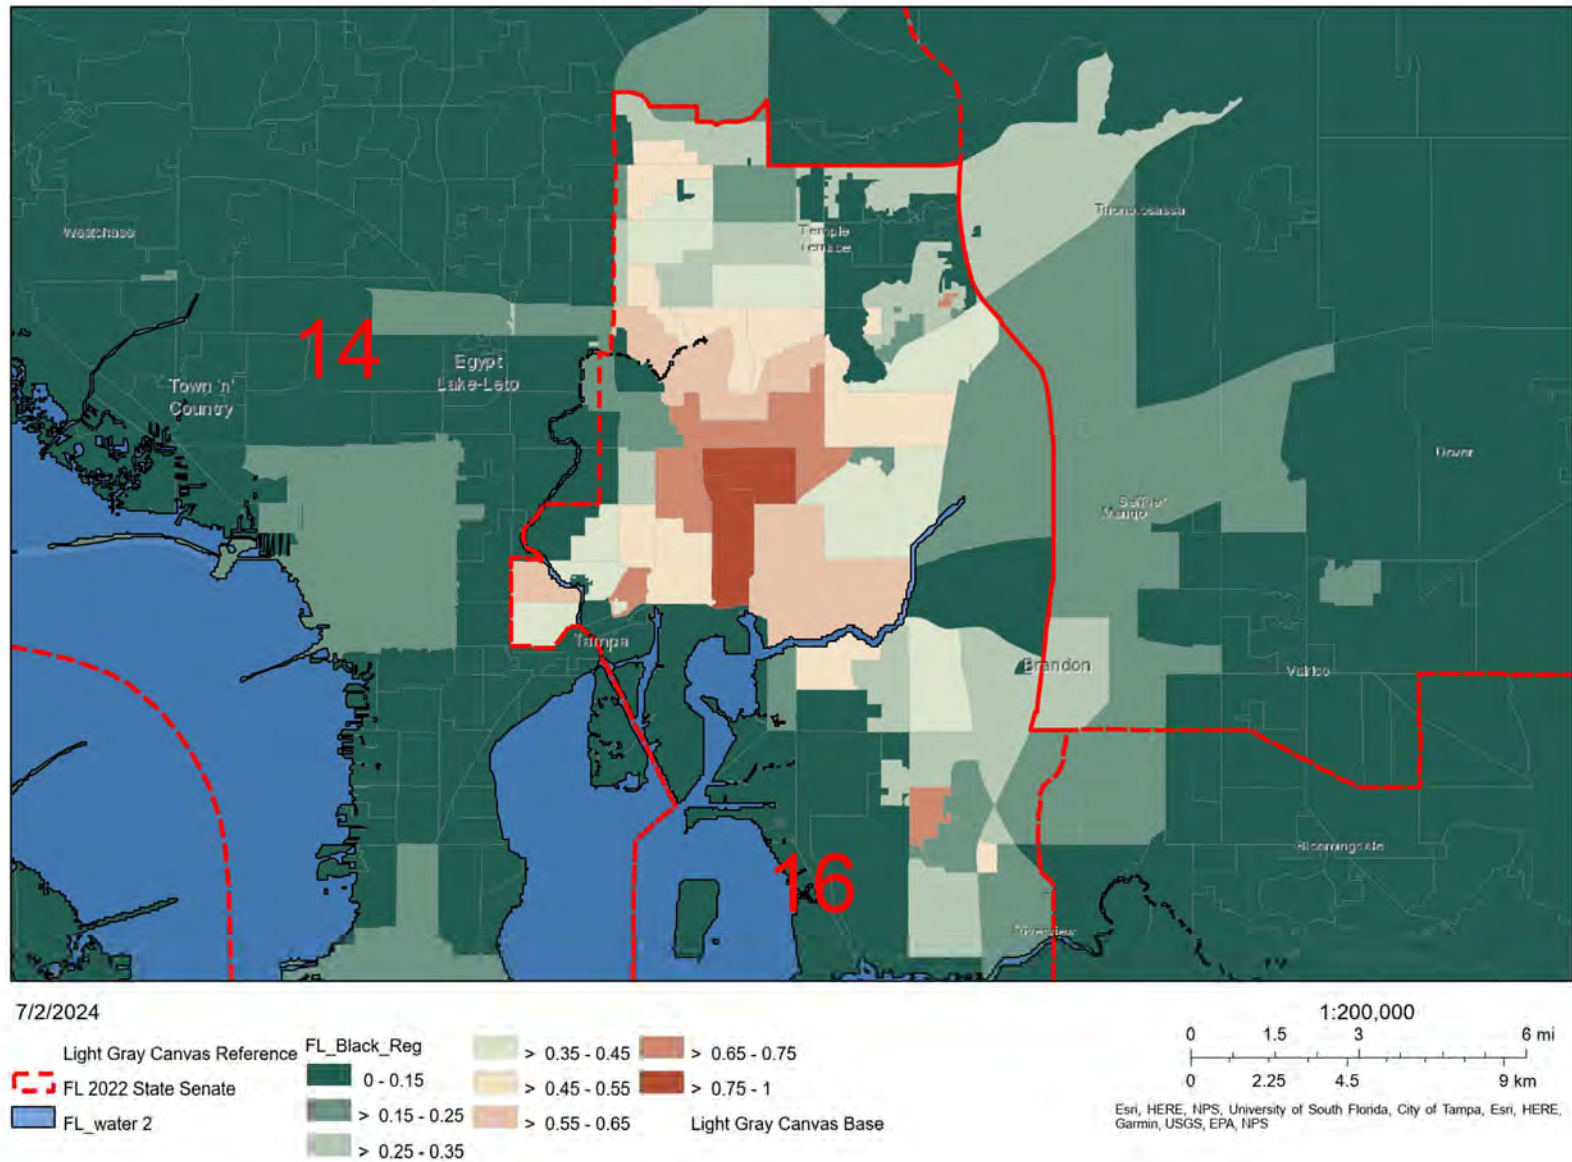 Westchase
Temple
Terrace
Thonotosassa
14
Egypt
Lake-Leto
Town 'n'
Country
Dover
Seffner
Mango
Tampa
Brandon
Valrico
16
Bloomingdale
Riverview
7/2/2024
Light Gray Canvas Reference
FL 2022 State Senate
FL_water 2
FL_Black_Reg
0 - 0.15
> 0.15 - 0.25
> 0.25 - 0.35
> 0.35 - 0.45
> 0.45 - 0.55
> 0.55 - 0.65
> 0.65 - 0.75
> 0.75 - 1
Light Gray Canvas Base
1:200,000
0 1.5 3 6 mi
0 2.25 4.5 9 km
Esri, HERE, NPS, University of South Florida, City of Tampa, Esri, HERE,
Garmin, USGS, EPA, NPS